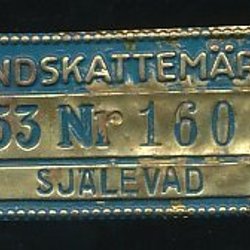 NDSKATTEMÄR
53 Nr 160
SJÄLEVAD